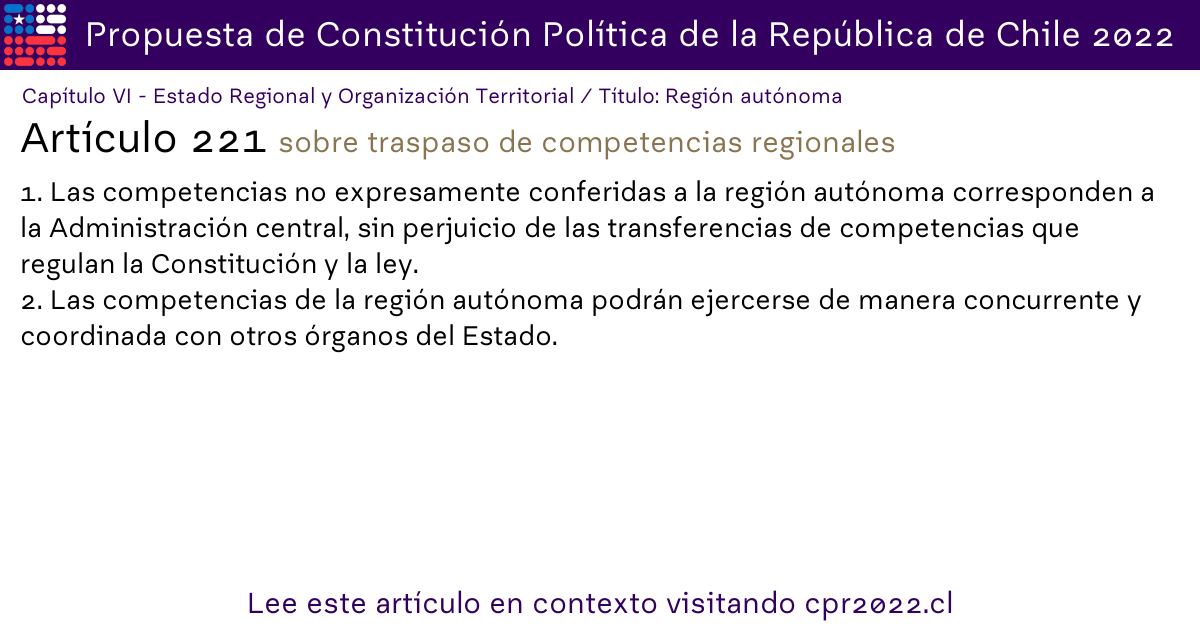 Propuesta de Constitución Política de la República de Chile 2022
Capítulo VI - Estado Regional y Organización Territorial / Título: Región autónoma
Artículo 221 sobre traspaso de competencias regionales
1. Las competencias no expresamente conferidas a la región autónoma corresponden a
la Administración central, sin perjuicio de las transferencias de competencias que
regulan la Constitución y la ley.
2. Las competencias de la región autónoma podrán ejercerse de manera concurrente y
coordinada con otros órganos del Estado.
Lee este artículo en contexto visitando cpr2022.cl